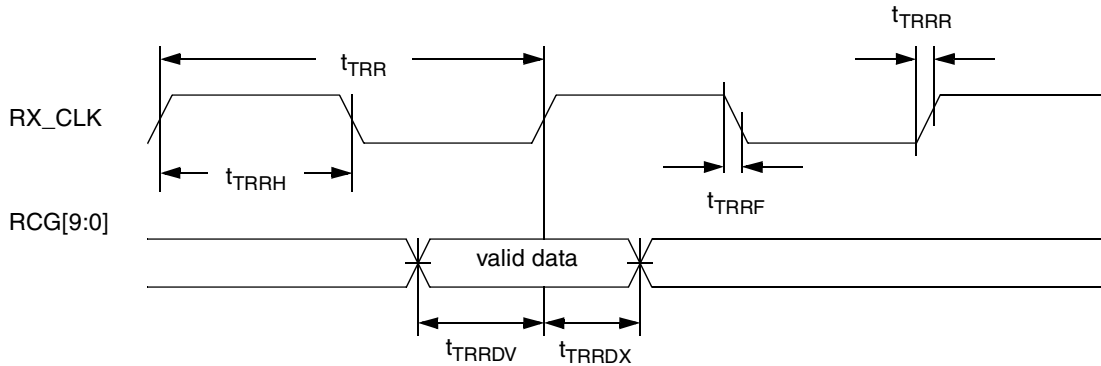 tTRRR
tTRR
RX_CLK
tTRRH
tTRRF
RCG[9:0]
valid data
tTRRDV tTRRDX